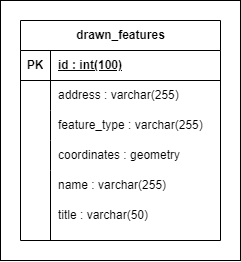 drawn_features
PK id : int(100)
address : varchar(255)
feature_type : varchar(255)
coordinates : geometry
name : varchar(255)
title : varchar(50)